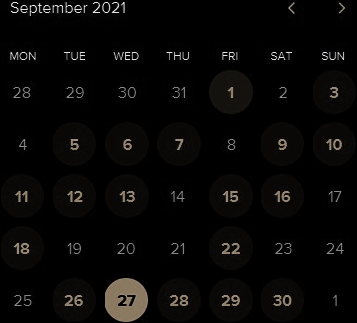 September 2021
MON TUE WED THU FRI SAT SUN
28 29 30 31 1 2 3
4 5 6 7 8 9 10
11 12 13 14 15 16 17
18 19 20 21 22 23 24
25 26 27 28 29 30 1